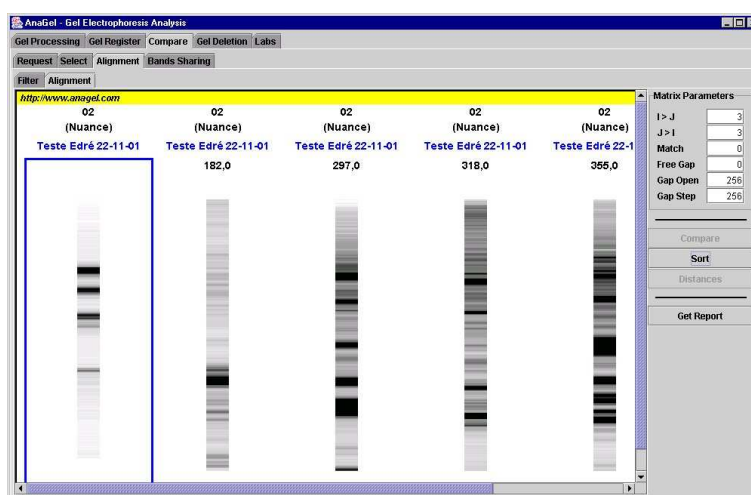 AnaGel - Gel Electrophoresis Analysis
Gel Processing Gel Register Compare Gel Deletion Labs
Request Select Alignment Bands Sharing
Filter Alignment
http://www.anagel.com
02 02 02 02 02
(Nuance) (Nuance) (Nuance) (Nuance) (Nuance)
Teste Edré 22-11-01 Teste Edré 22-11-01 Teste Edré 22-11-01 Teste Edré 22-11-01 Teste Edré 22-1
182,0 297,0 318,0 355,0
Matrix Parameters
I > J 3
J > I 3
Match 0
Free Gap 0
Gap Open 256
Gap Step 256
Compare
Sort
Distances
Get Report